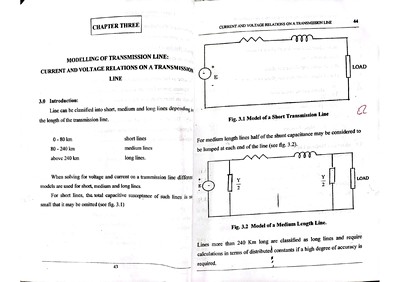 CHAPTER THREE
MODELLING OF TRANSMISSION LINE:
CURRENT AND VOLTAGE RELATIONS ON A TRANSMISSION
LINE
3.0 Introduction:
Line can be classified into short, medium and long lines depending
the length of the transmission line.
0 - 80 km short lines
80 - 240 km medium lines
above 240 km long lines.
When solving for voltage and current on a transmission line different
models are used for short, medium and long lines.
For short lines, the total capacitive susceptance of each lines is
small that it may be omitted (see fig. 3.1)
43
CURRENT AND VOLTAGE RELATIONS ON A TRANSMISSION LINE 44
E
LOAD
Fig. 3.1 Model of a Short Transmission Line
For medium length lines half of the shunt capacitance may be considered to
be lumped at each end of the line (see fig. 3.2).
E
Y
2
Y
2
LOAD
Fig. 3.2 Model of a Medium Length Line.
Lines more than 240 Km long are classified as long lines and require
calculations in terms of distributed constants if a high degree of accuracy is
required.